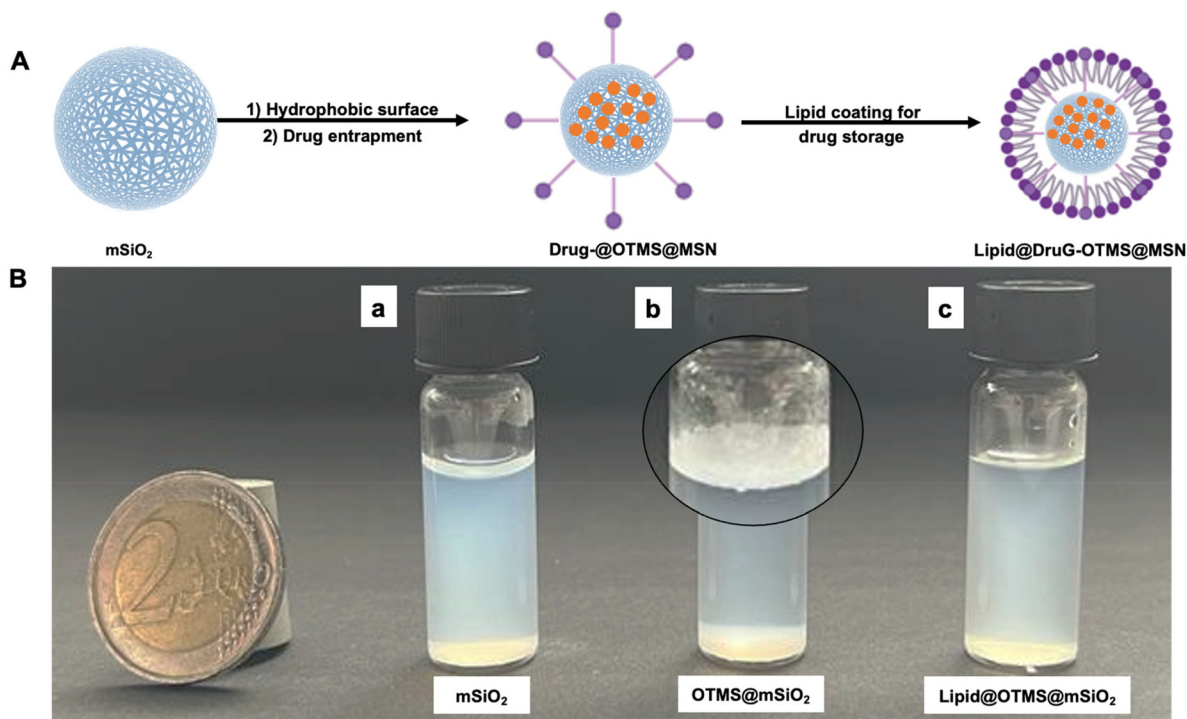 A
1) Hydrophobic surface
2) Drug entrapment
Lipid coating for
drug storage
mSiO₂
Drug-@OTMS@MSN
Lipid@DruG-OTMS@MSN
B
a
b
c
2
EURO
mSiO₂
OTMS@mSiO₂
Lipid@OTMS@mSiO₂